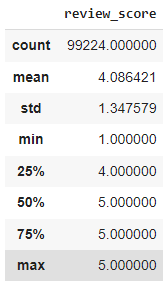 review_score
count 99224.000000
mean 4.086421
std 1.347579
min 1.000000
25% 4.000000
50% 5.000000
75% 5.000000
max 5.000000